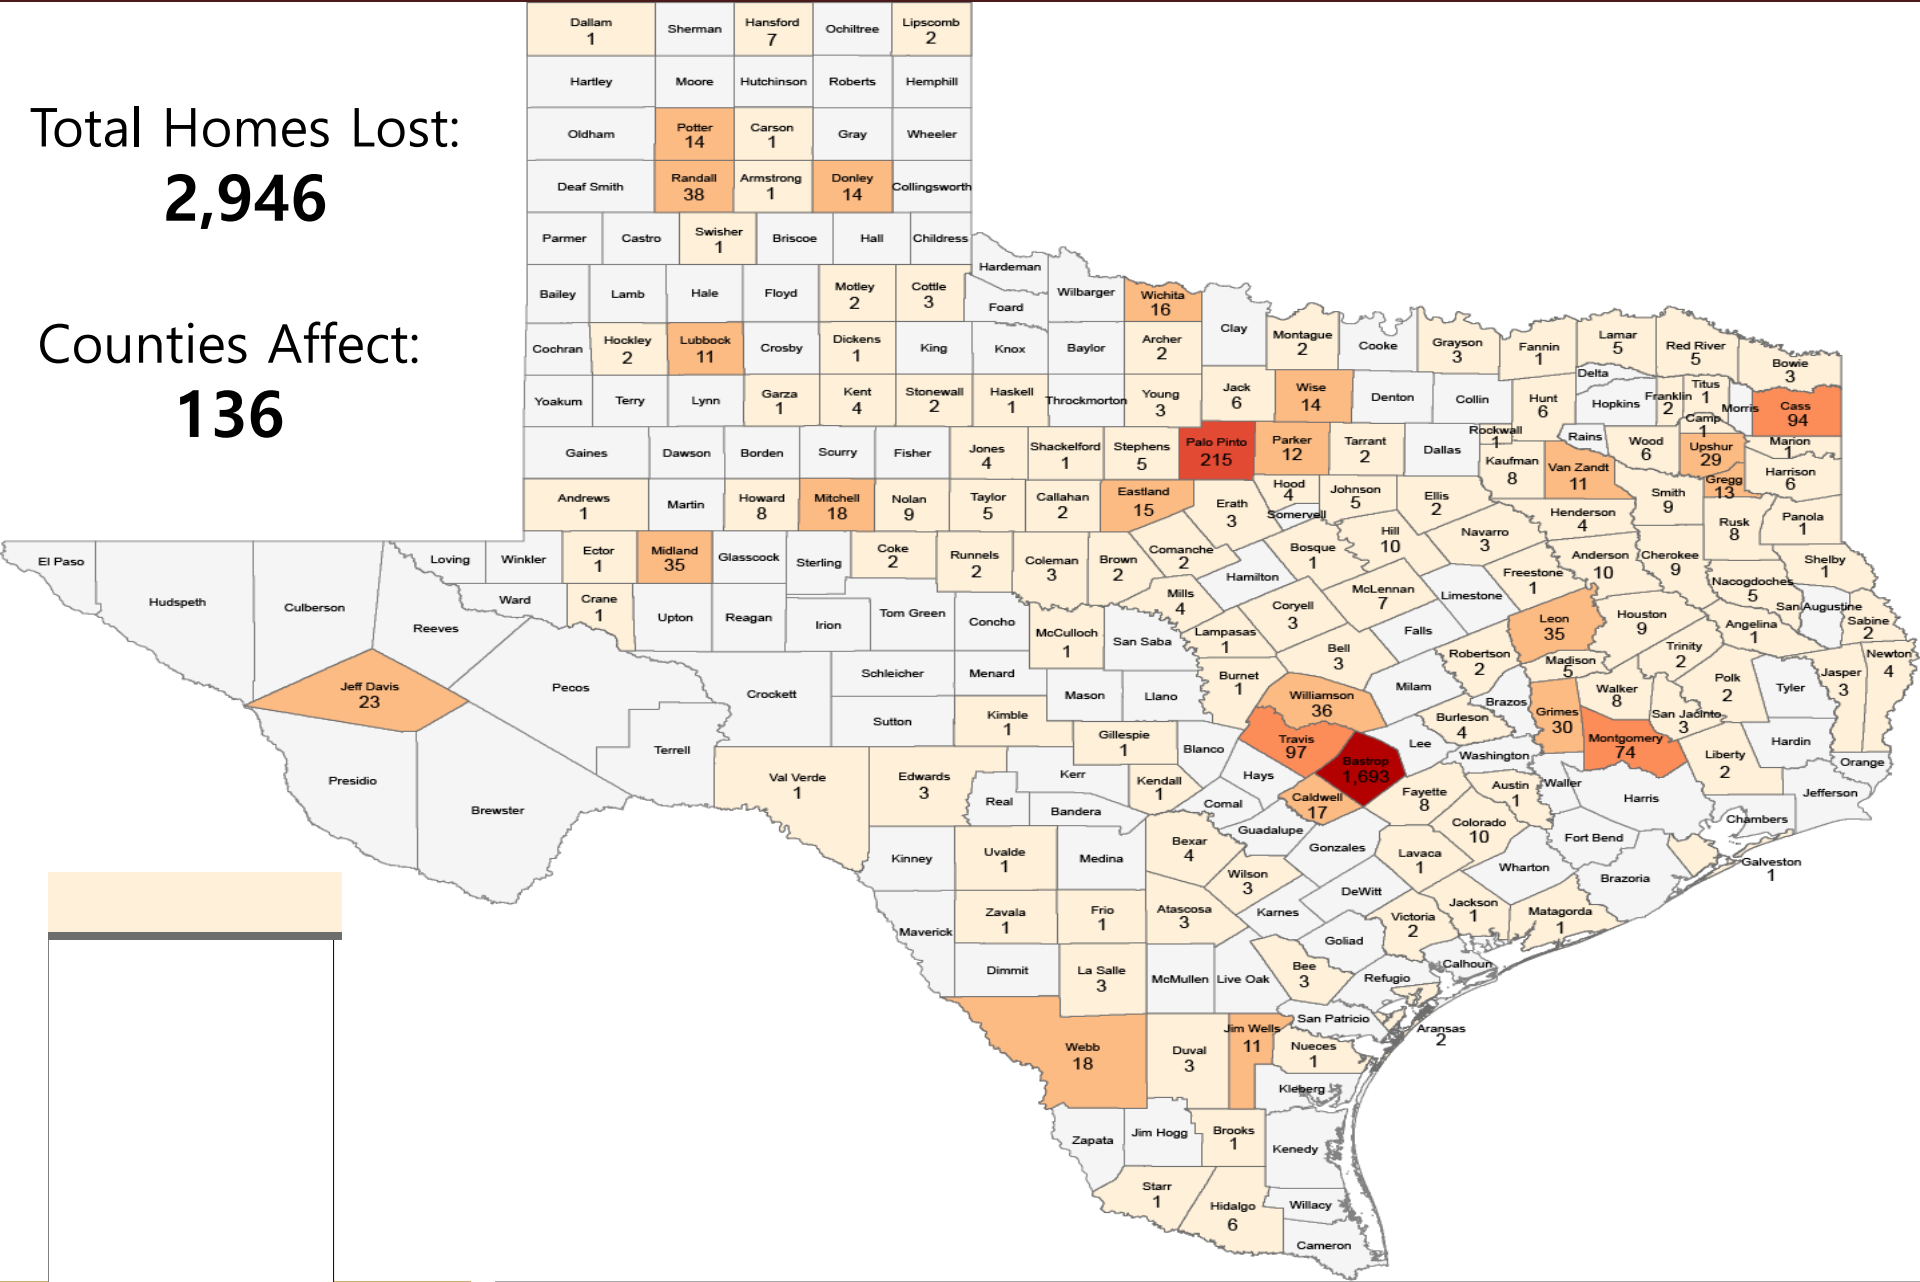 Total Homes Lost:
2,946
Counties Affect:
136
Dallam
1
Sherman
Hansford
7
Ochiltree
Lipscomb
2
Hartley
Moore
Hutchinson
Roberts
Hemphill
Oldham
Potter
14
Carson
1
Gray
Wheeler
Deaf Smith
Randall
38
Armstrong
1
Donley
14
Collingsworth
Parmer
Castro
Swisher
1
Briscoe
Hall
Childress
Hardeman
Bailey
Lamb
Hale
Floyd
Motley
2
Cottle
3
Foard
Wilbarger
Wichita
16
Clay
Montague
2
Cooke
Grayson
3
Fannin
1
Lamar
5
Red River
5
Bowie
3
Cochran
Hockley
2
Lubbock
11
Crosby
Dickens
1
King
Knox
Baylor
Archer
2
Yoakum
Terry
Lynn
Garza
1
Kent
4
Stonewall
2
Haskell
1
Throckmorton
Young
3
Jack
6
Wise
14
Denton
Collin
Hunt
6
Delta
Hopkins
Franklin
2
Titus
1
Morris
Cass
94
Camp
1
Gaines
Dawson
Borden
Scurry
Fisher
Jones
4
Shackelford
1
Stephens
5
Palo Pinto
215
Parker
12
Tarrant
2
Dallas
Rockwall
1
Kaufman
8
Rains
Van Zandt
11
Wood
6
Upshur
29
Marion
1
Harrison
6
Gregg
13
Andrews
1
Martin
Howard
8
Mitchell
18
Nolan
9
Taylor
5
Callahan
2
Eastland
15
Erath
3
Hood
4
Somervell
Johnson
5
Ellis
2
Henderson
4
Smith
9
Rusk
8
Panola
1
El Paso
Hudspeth
Culberson
Reeves
Loving
Winkler
Ector
1
Midland
35
Glasscock
Sterling
Coke
2
Runnels
2
Coleman
3
Brown
2
Comanche
2
Hamilton
Bosque
1
Hill
10
Navarro
3
Freestone
1
Anderson
10
Cherokee
9
Nacogdoches
5
Shelby
1
San Augustine
Sabine
2
Ward
Crane
1
Upton
Reagan
Irion
Tom Green
Concho
McCulloch
1
San Saba
Mills
4
Lampasas
1
Coryell
3
McLennan
7
Limestone
Falls
Bell
3
Robertson
2
Leon
35
Houston
9
Angelina
1
Trinity
2
Madison
5
Polk
2
Tyler
Jasper
3
Newton
4
Jeff Davis
23
Pecos
Crockett
Schleicher
Menard
Sutton
Kimble
1
Mason
Llano
Burnet
1
Williamson
36
Milam
Brazos
Grimes
30
Walker
8
San Jacinto
3
Montgomery
74
Liberty
2
Hardin
Orange
Jefferson
Presidio
Brewster
Terrell
Val Verde
1
Edwards
3
Real
Kerr
Bandera
Gillespie
1
Kendall
1
Blanco
Hays
Comal
Travis
97
Bastrop
1,693
Caldwell
17
Lee
Burleson
4
Washington
Fayette
8
Austin
1
Waller
Harris
Chambers
Colorado
10
Fort Bend
Galveston
1
Brazoria
Wharton
Lavaca
1
Gonzales
Guadalupe
Bexar
4
Wilson
3
Medina
Uvalde
1
Kinney
Maverick
Zavala
1
Frio
1
Atascosa
3
Karnes
DeWitt
Victoria
2
Jackson
1
Matagorda
1
Goliad
Calhoun
Refugio
Bee
3
Live Oak
McMullen
La Salle
3
Dimmit
Webb
18
Duval
3
Jim Wells
11
San Patricio
Aransas
2
Nueces
1
Kleberg
Kenedy
Brooks
1
Jim Hogg
Zapata
Starr
1
Hidalgo
6
Willacy
Cameron